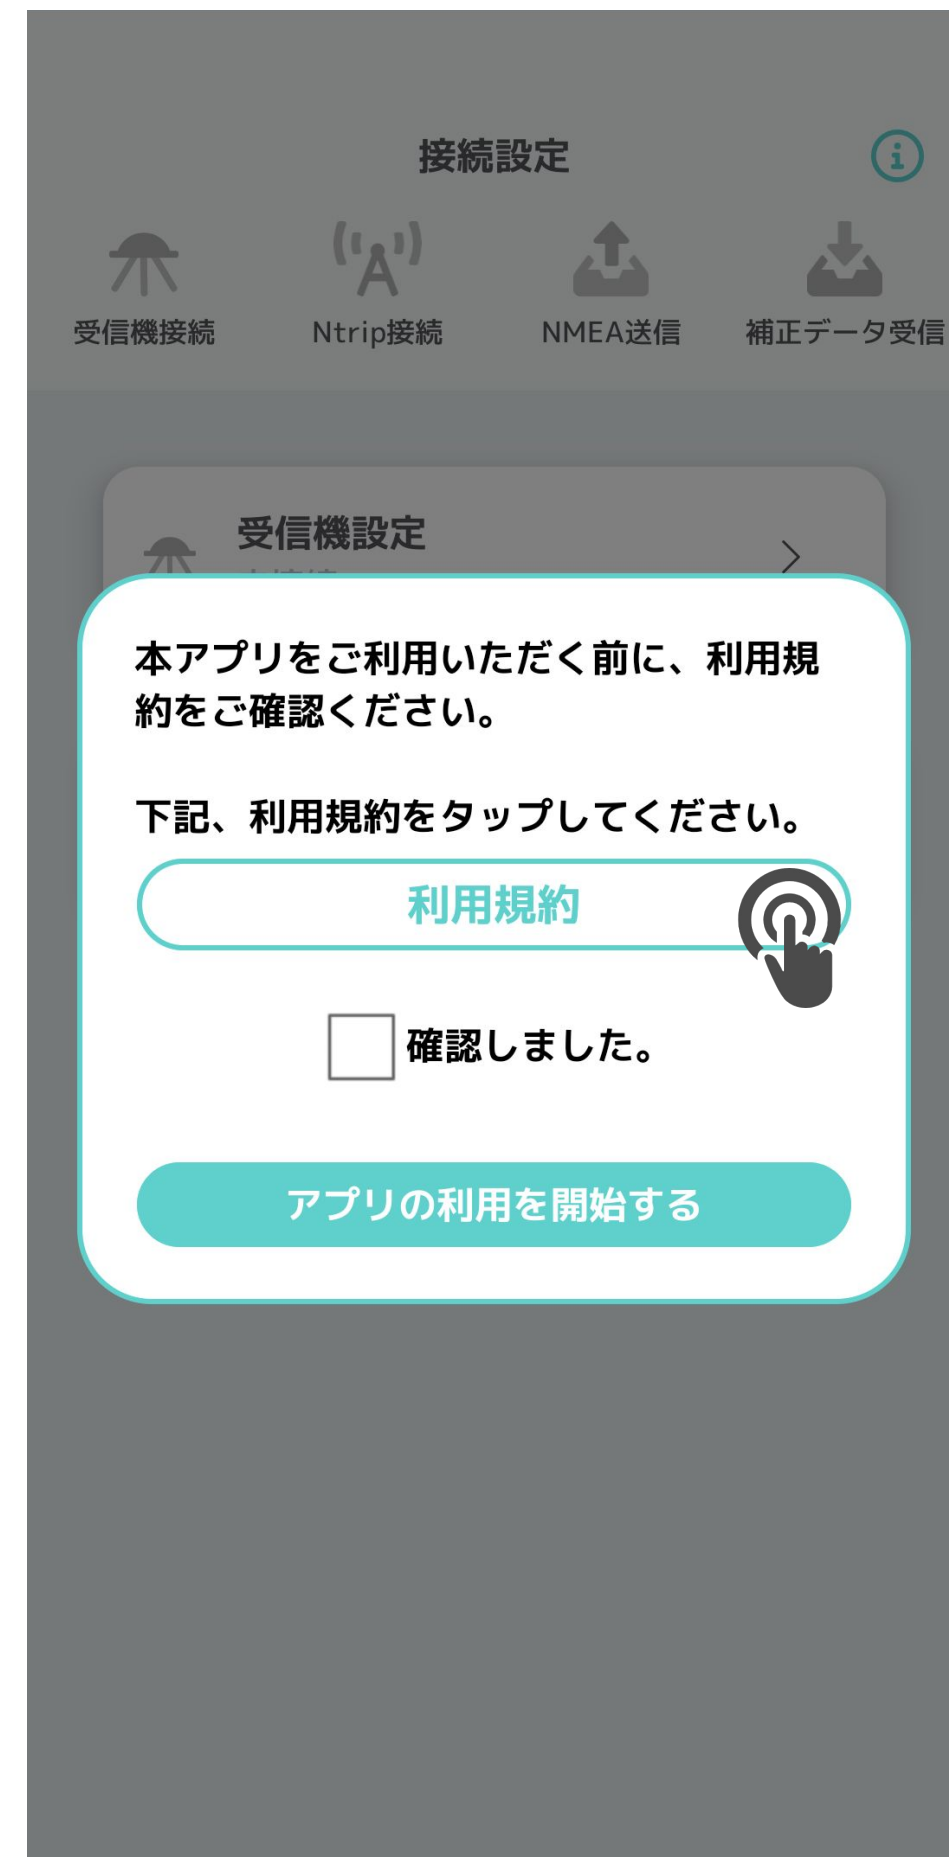 接続設定
受信機接続
Ntrip接続
NMEA送信
補正データ受信
受信機設定
本アプリをご利用いただく前に、利用規
約をご確認ください。
下記、利用規約をタップしてください。
利用規約
確認しました。
アプリの利用を開始する